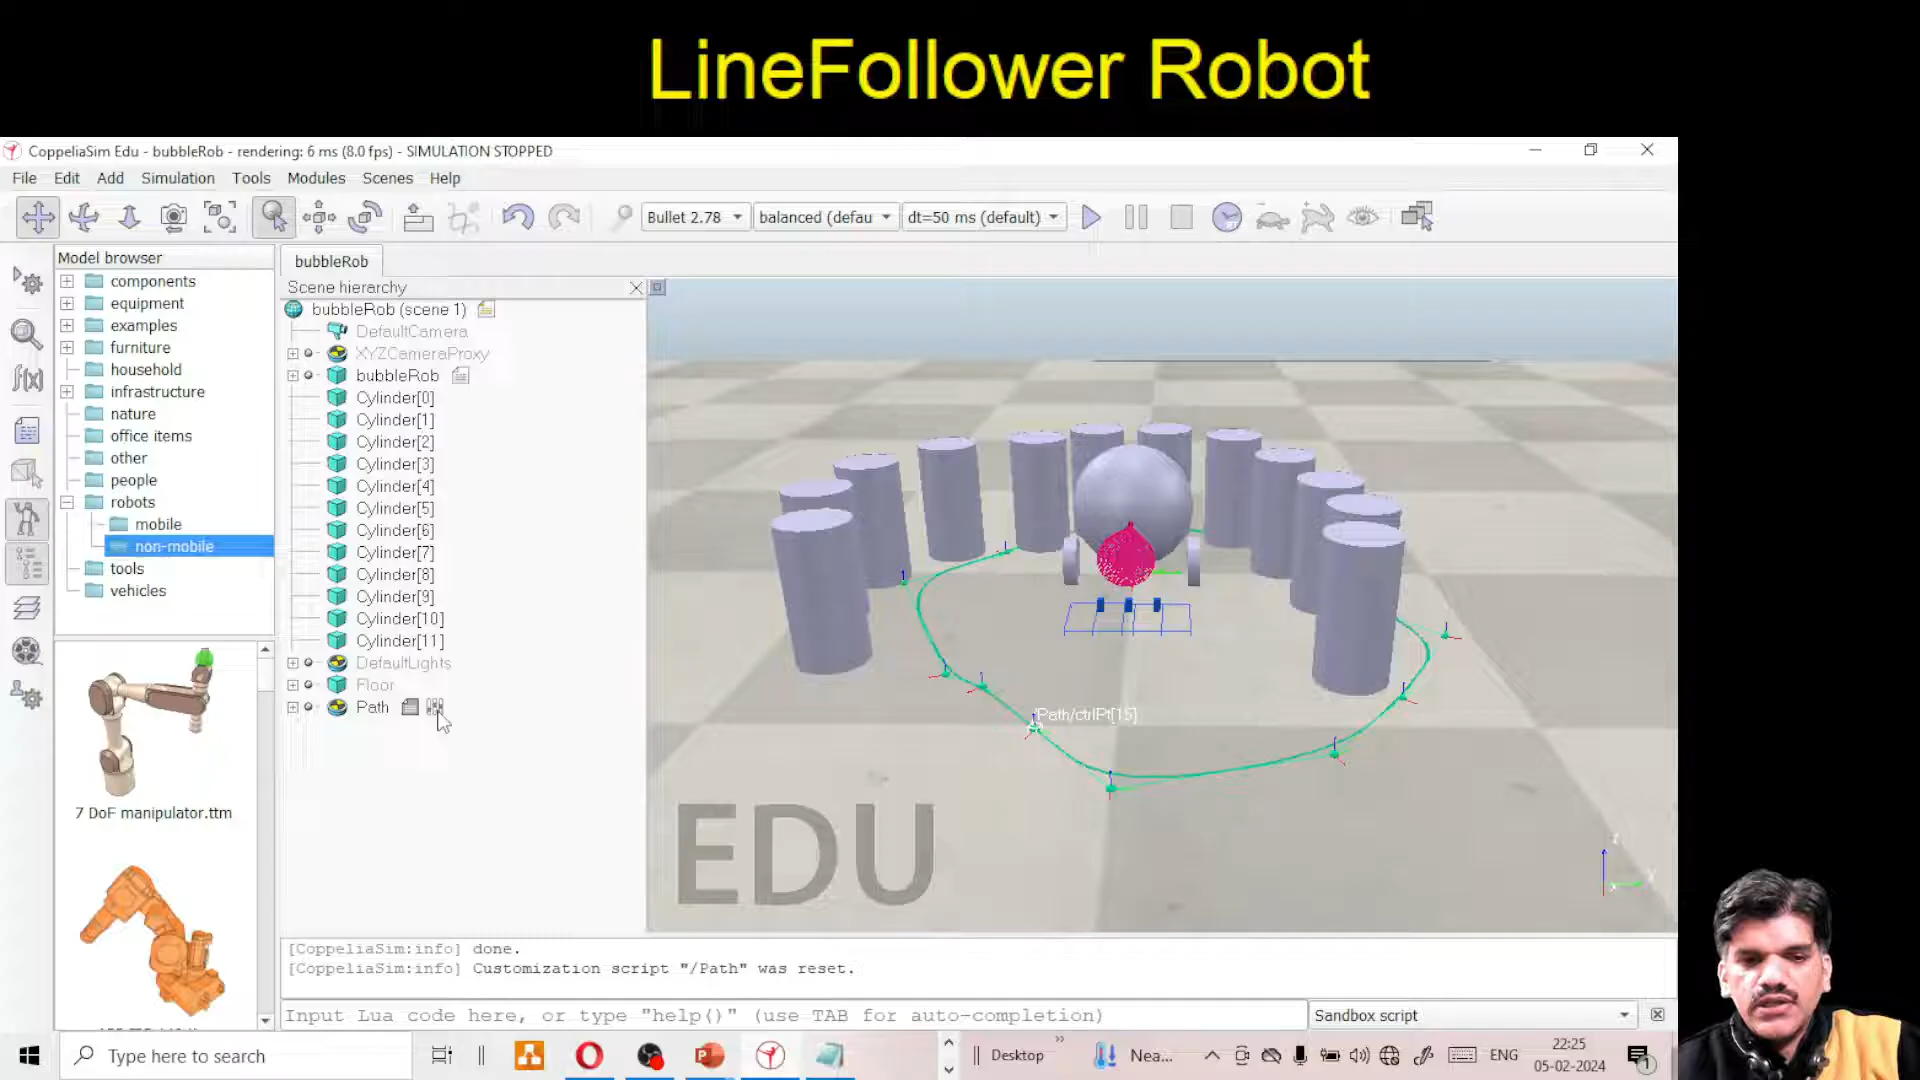 LineFollower Robot
CoppeliaSim Edu - bubbleRob - rendering: 6 ms (8.0 fps) - SIMULATION STOPPED
File Edit Add Simulation Tools Modules Scenes Help
Bullet 2.78 balanced (defau dt=50 ms (default)
Model browser
components
equipment
examples
furniture
household
infrastructure
nature
office items
other
people
robots
mobile
non-mobile
tools
vehicles
7 DoF manipulator.ttm
bubbleRob
Scene hierarchy
bubbleRob (scene 1)
DefaultCamera
XYZCameraProxy
bubbleRob
Cylinder[0]
Cylinder[1]
Cylinder[2]
Cylinder[3]
Cylinder[4]
Cylinder[5]
Cylinder[6]
Cylinder[7]
Cylinder[8]
Cylinder[9]
Cylinder[10]
Cylinder[11]
DefaultLights
Floor
Path
/Path/ctrlPt[15]
EDU
[CoppeliaSim:info] done.
[CoppeliaSim:info] Customization script "/Path" was reset.
Input Lua code here, or type "help()" (use TAB for auto-completion)
Sandbox script
Type here to search
Desktop
Nea...
ENG
22:25
05-02-2024
1